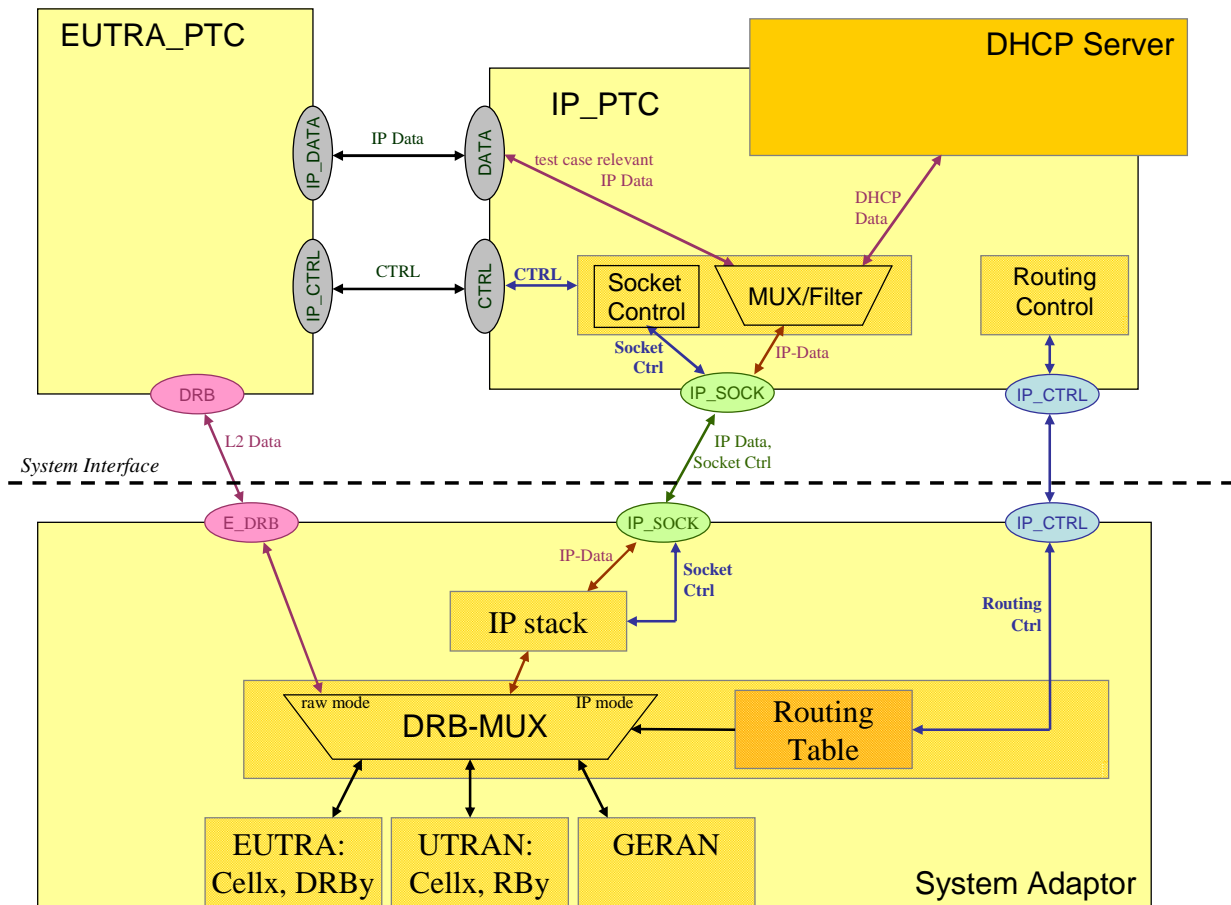 EUTRA_PTC
DHCP Server
IP_PTC
IP_DATA
IP Data
DATA
test case relevant
IP Data
DHCP
Data
IP_CTRL
CTRL
CTRL
CTRL
Socket
Control
MUX/Filter
Routing
Control
Socket
Ctrl
IP-Data
DRB
IP_SOCK
IP_CTRL
L2 Data
IP Data,
Socket Ctrl
System Interface
E_DRB
IP_SOCK
IP_CTRL
IP-Data
Socket
Ctrl
IP stack
Routing
Ctrl
raw mode
IP mode
DRB-MUX
Routing
Table
EUTRA:
Cellx, DRBy
UTRAN:
Cellx, RBy
GERAN
System Adaptor